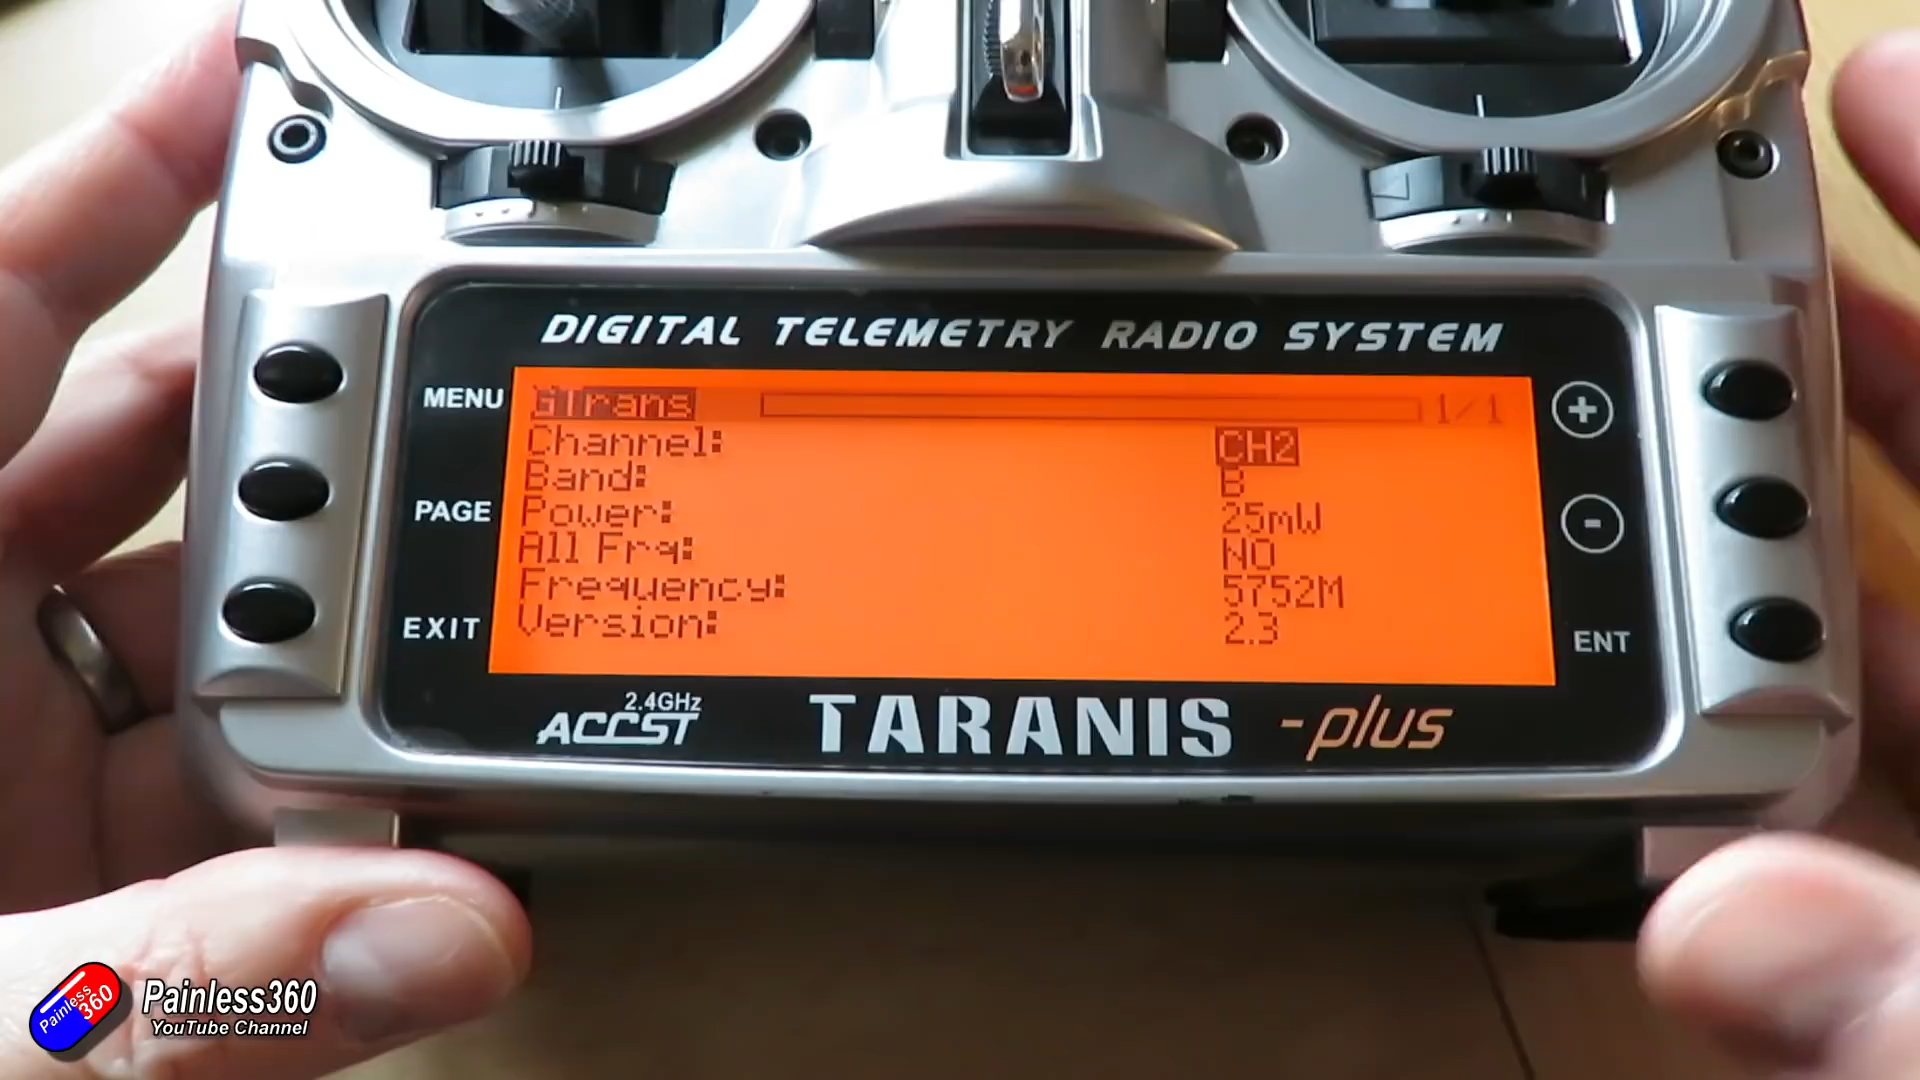 DIGITAL TELEMETRY RADIO SYSTEM
MENU
PAGE
EXIT
GTrans 1/1
Channel: CH2
Band: B
Power: 25mW
All Frq: NO
Frequency: 5752M
Version: 2.3
+
-
ENT
2.4GHz
ACCST
TARANIS -plus
Painless
360
Painless360
YouTube Channel